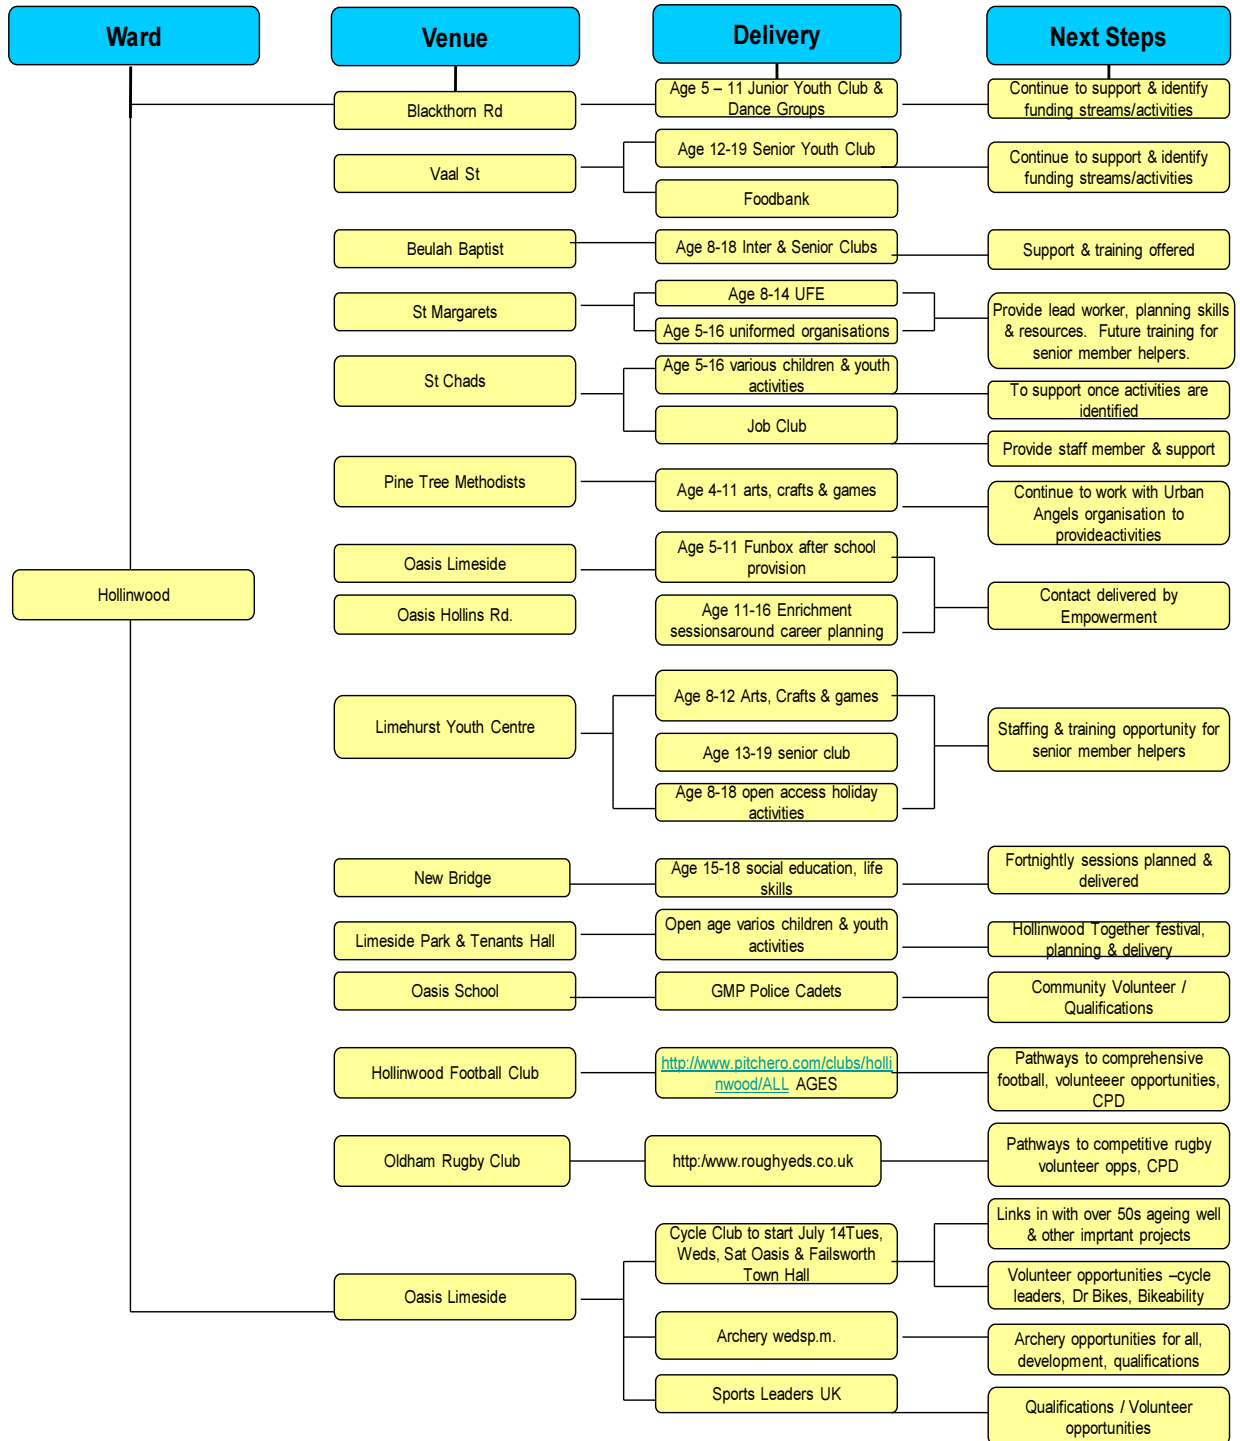 Ward
Venue
Delivery
Next Steps
Blackthorn Rd
Age 5 – 11 Junior Youth Club &
Dance Groups
Continue to support & identify
funding streams/activities
Vaal St
Age 12-19 Senior Youth Club
Foodbank
Continue to support & identify
funding streams/activities
Beulah Baptist
Age 8-18 Inter & Senior Clubs
Support & training offered
St Margarets
Age 8-14 UFE
Age 5-16 uniformed organisations
Provide lead worker, planning skills
& resources. Future training for
senior member helpers.
St Chads
Age 5-16 various children & youth
activities
To support once activities are
identified
Job Club
Provide staff member & support
Pine Tree Methodists
Age 4-11 arts, crafts & games
Continue to work with Urban
Angels organisation to
provideactivities
Oasis Limeside
Age 5-11 Funbox after school
provision
Hollinwood
Oasis Hollins Rd.
Age 11-16 Enrichment
sessionsaround career planning
Contact delivered by
Empowerment
Limehurst Youth Centre
Age 8-12 Arts, Crafts & games
Age 13-19 senior club
Age 8-18 open access holiday
activities
Staffing & training opportunity for
senior member helpers
New Bridge
Age 15-18 social education, life
skills
Fortnightly sessions planned &
delivered
Limeside Park & Tenants Hall
Open age varios children & youth
activities
Hollinwood Together festival,
planning & delivery
Oasis School
GMP Police Cadets
Community Volunteer /
Qualifications
Hollinwood Football Club
http://www.pitchero.com/clubs/holli
nwood/ALL AGES
Pathways to comprehensive
football, volunteeer opportunities,
CPD
Oldham Rugby Club
http:/www.roughyeds.co.uk
Pathways to competitive rugby
volunteer opps, CPD
Oasis Limeside
Cycle Club to start July 14Tues,
Weds, Sat Oasis & Failsworth
Town Hall
Links in with over 50s ageing well
& other imprtant projects
Volunteer opportunities –cycle
leaders, Dr Bikes, Bikeability
Archery wedsp.m.
Archery opportunities for all,
development, qualifications
Sports Leaders UK
Qualifications / Volunteer
opportunities